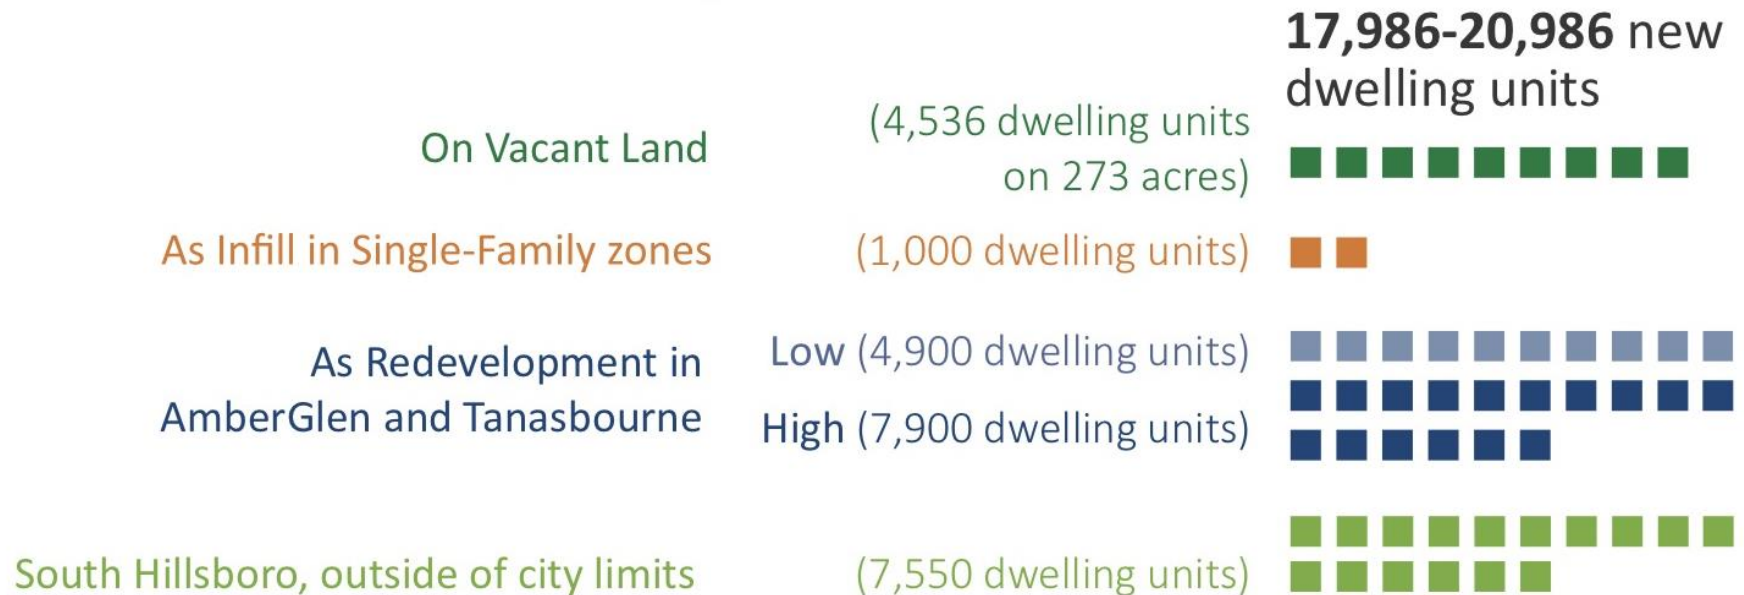 17,986-20,986 new
dwelling units
On Vacant Land
(4,536 dwelling units
on 273 acres)
As Infill in Single-Family zones
(1,000 dwelling units)
As Redevelopment in
AmberGlen and Tanasbourne
Low (4,900 dwelling units)
High (7,900 dwelling units)
South Hillsboro, outside of city limits
(7,550 dwelling units)